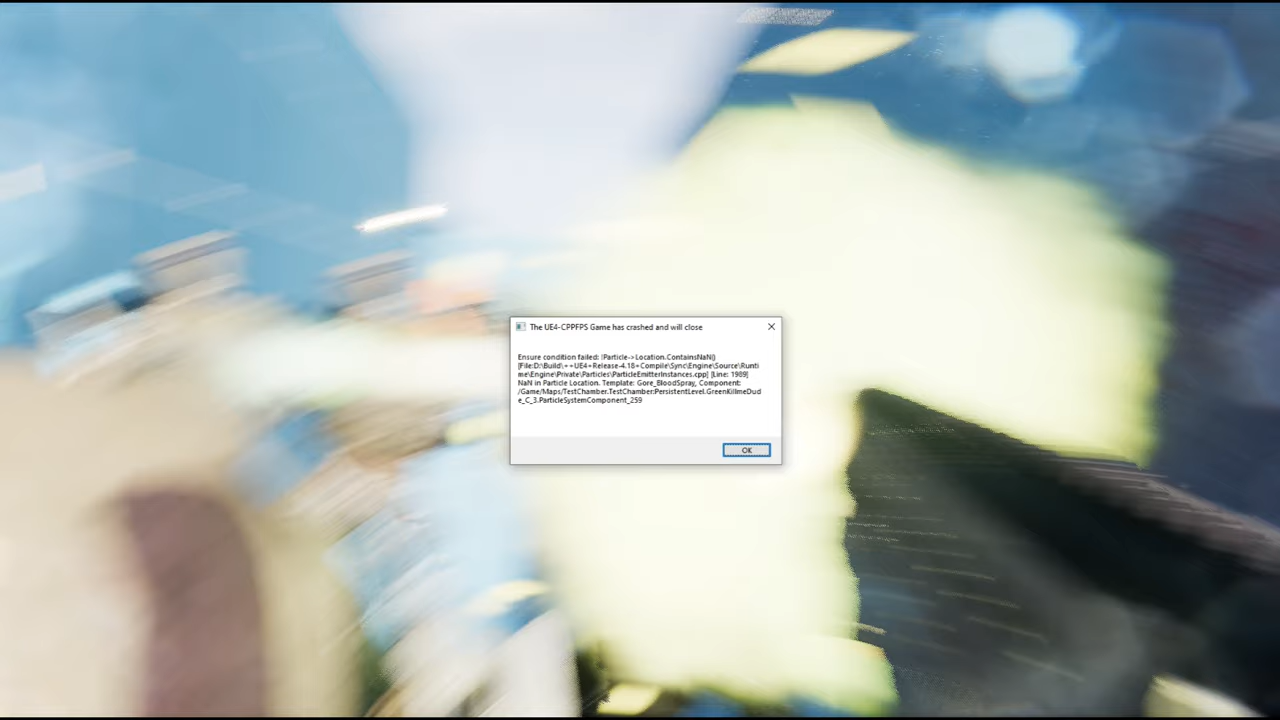 The UE4-CPPFPS Game has crashed and will close
Ensure condition failed: !Particle->Location.ContainsNaN()
[File:D:\Build\++UE4+Release-4.18+Compile\Sync\Engine\Source\Runti
me\Engine\Private\Particles\ParticleEmitterInstances.cpp] [Line: 1989]
NaN in Particle Location. Template: Gore_BloodSpray, Component:
/Game/Maps/TestChamber.TestChamber:PersistentLevel.GreenKillmeDud
e_C_3.ParticleSystemComponent_259
OK